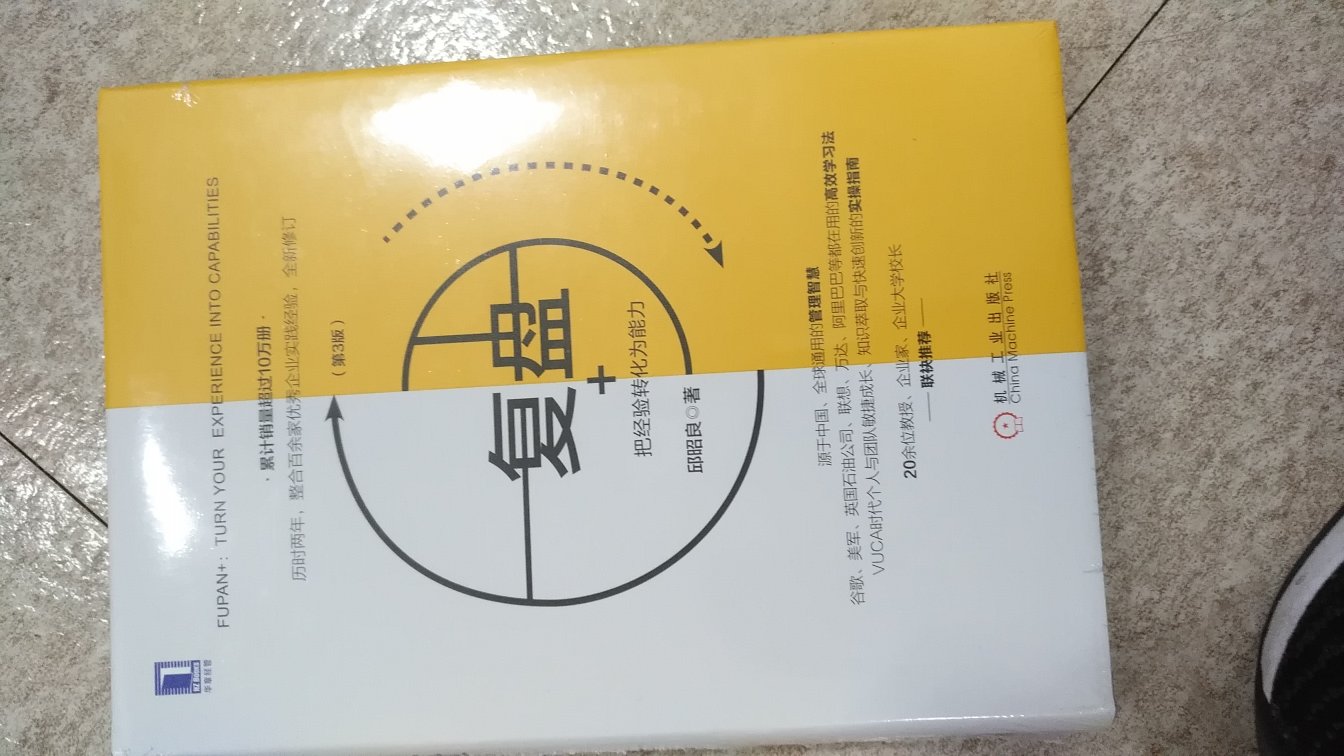 HZ BOOKS
华章经管
FUPAN+：TURN YOUR EXPERIENCE INTO CAPABILITIES
·累计销量超过10万册·
历时两年，整合百余家优秀企业实践经验，全新修订
（第3版）
复盘
+
把经验转化为能力
邱昭良◎著
源于中国、全球通用的管理智慧
谷歌、美军、英国石油公司、联想、万达、阿里巴巴等都在用的高效学习法
VUCA时代个人与团队敏捷成长、知识萃取与快速创新的实操指南
20余位教授、企业家、企业大学校长
—— 联袂推荐 ——
机械工业出版社
China Machine Press